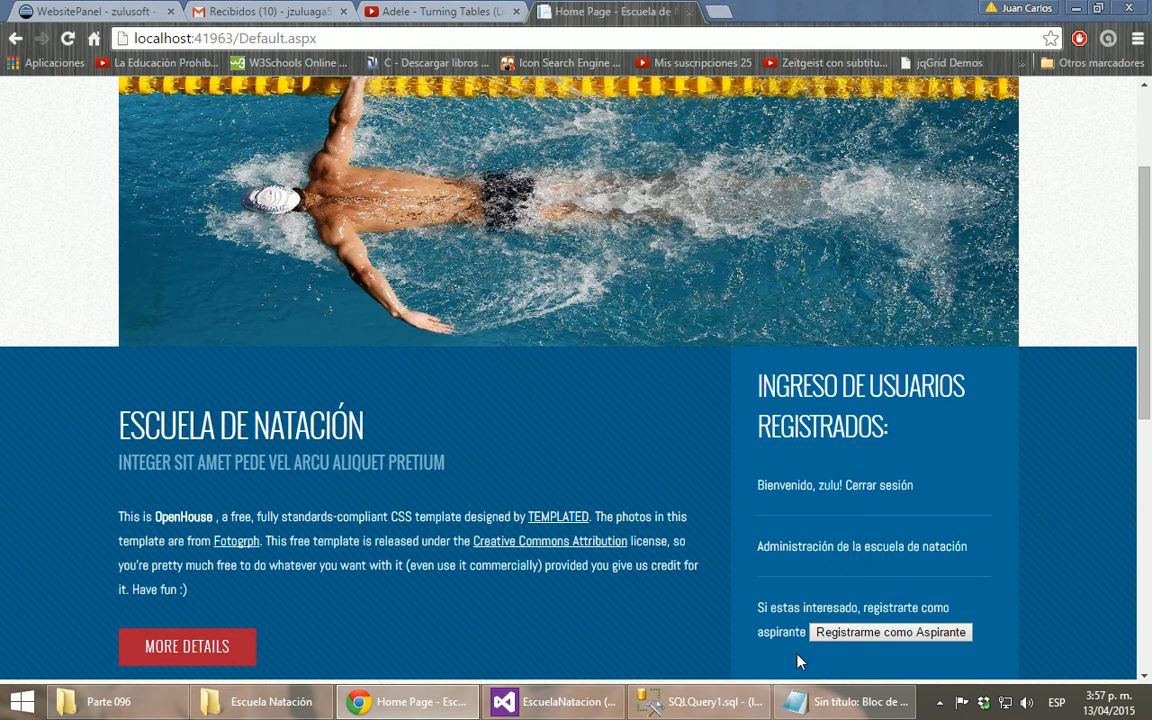 WebsitePanel - zulusoft - ×
Recibidos (10) - jzuluaga5 ×
Adele - Turning Tables (Li ×
Home Page - Escuela de ×
Juan Carlos
localhost:41963/Default.aspx
Aplicaciones
La Educación Prohib...
W3Schools Online ...
C - Descargar libros ...
Icon Search Engine ...
Mis suscripciones 25
Zeitgeist con subtitu...
jqGrid Demos
»
Otros marcadores
ESCUELA DE NATACIÓN
INTEGER SIT AMET PEDE VEL ARCU ALIQUET PRETIUM
This is OpenHouse , a free, fully standards-compliant CSS template designed by TEMPLATED. The photos in this
template are from Fotogrph. This free template is released under the Creative Commons Attribution license, so
you're pretty much free to do whatever you want with it (even use it commercially) provided you give us credit for
it. Have fun :)
MORE DETAILS
INGRESO DE USUARIOS
REGISTRADOS:
Bienvenido, zulu! Cerrar sesión
Administración de la escuela de natación
Si estas interesado, registrarte como
aspirante Registrarme como Aspirante
Parte 096
Escuela Natación
Home Page - Esc...
EscuelaNatacion (...
SQLQuery1.sql - (l...
Sin título: Bloc de ...
ESP
3:57 p. m.
13/04/2015